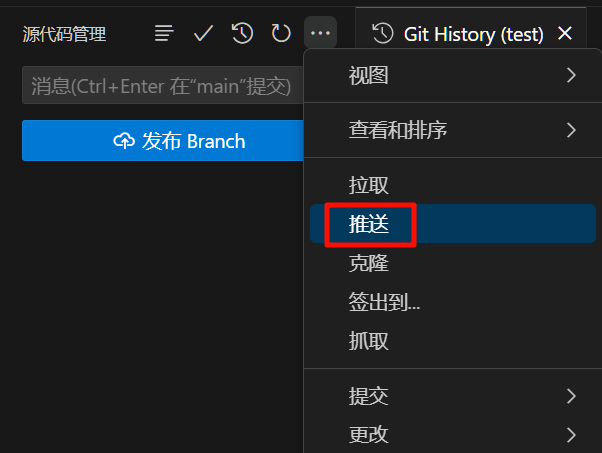 源代码管理
Git History (test)
消息(Ctrl+Enter 在“main”提交)
发布 Branch
视图
查看和排序
拉取
推送
克隆
签出到...
抓取
提交
更改